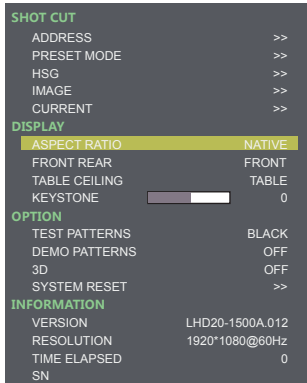 SHOT CUT
ADDRESS >>
PRESET MODE >>
HSG >>
IMAGE >>
CURRENT >>
DISPLAY
ASPECT RATIO NATIVE
FRONT REAR FRONT
TABLE CEILING TABLE
KEYSTONE 0
OPTION
TEST PATTERNS BLACK
DEMO PATTERNS OFF
3D OFF
SYSTEM RESET >>
INFORMATION
VERSION LHD20-1500A.012
RESOLUTION 1920*1080@60Hz
TIME ELAPSED 0
SN